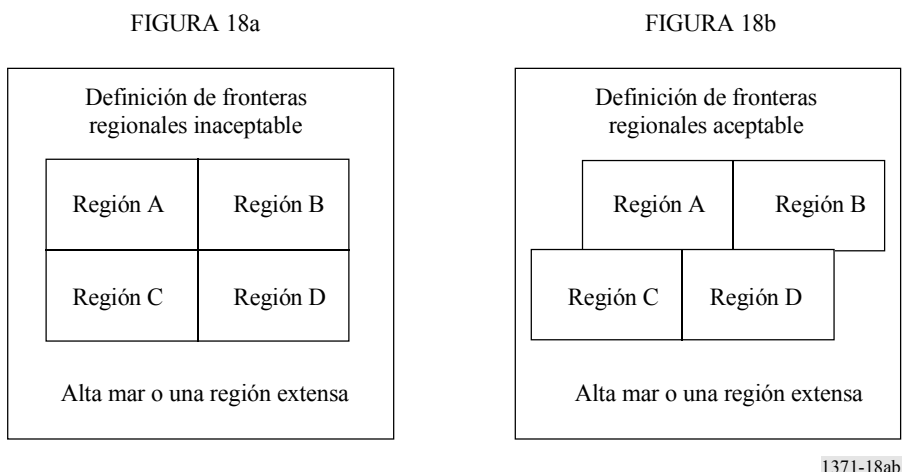 FIGURA 18a
Definición de fronteras
regionales inaceptable
Región A
Región B
Región C
Región D
Alta mar o una región extensa
FIGURA 18b
Definición de fronteras
regionales aceptable
Región A
Región B
Región C
Región D
Alta mar o una región extensa
1371-18ab